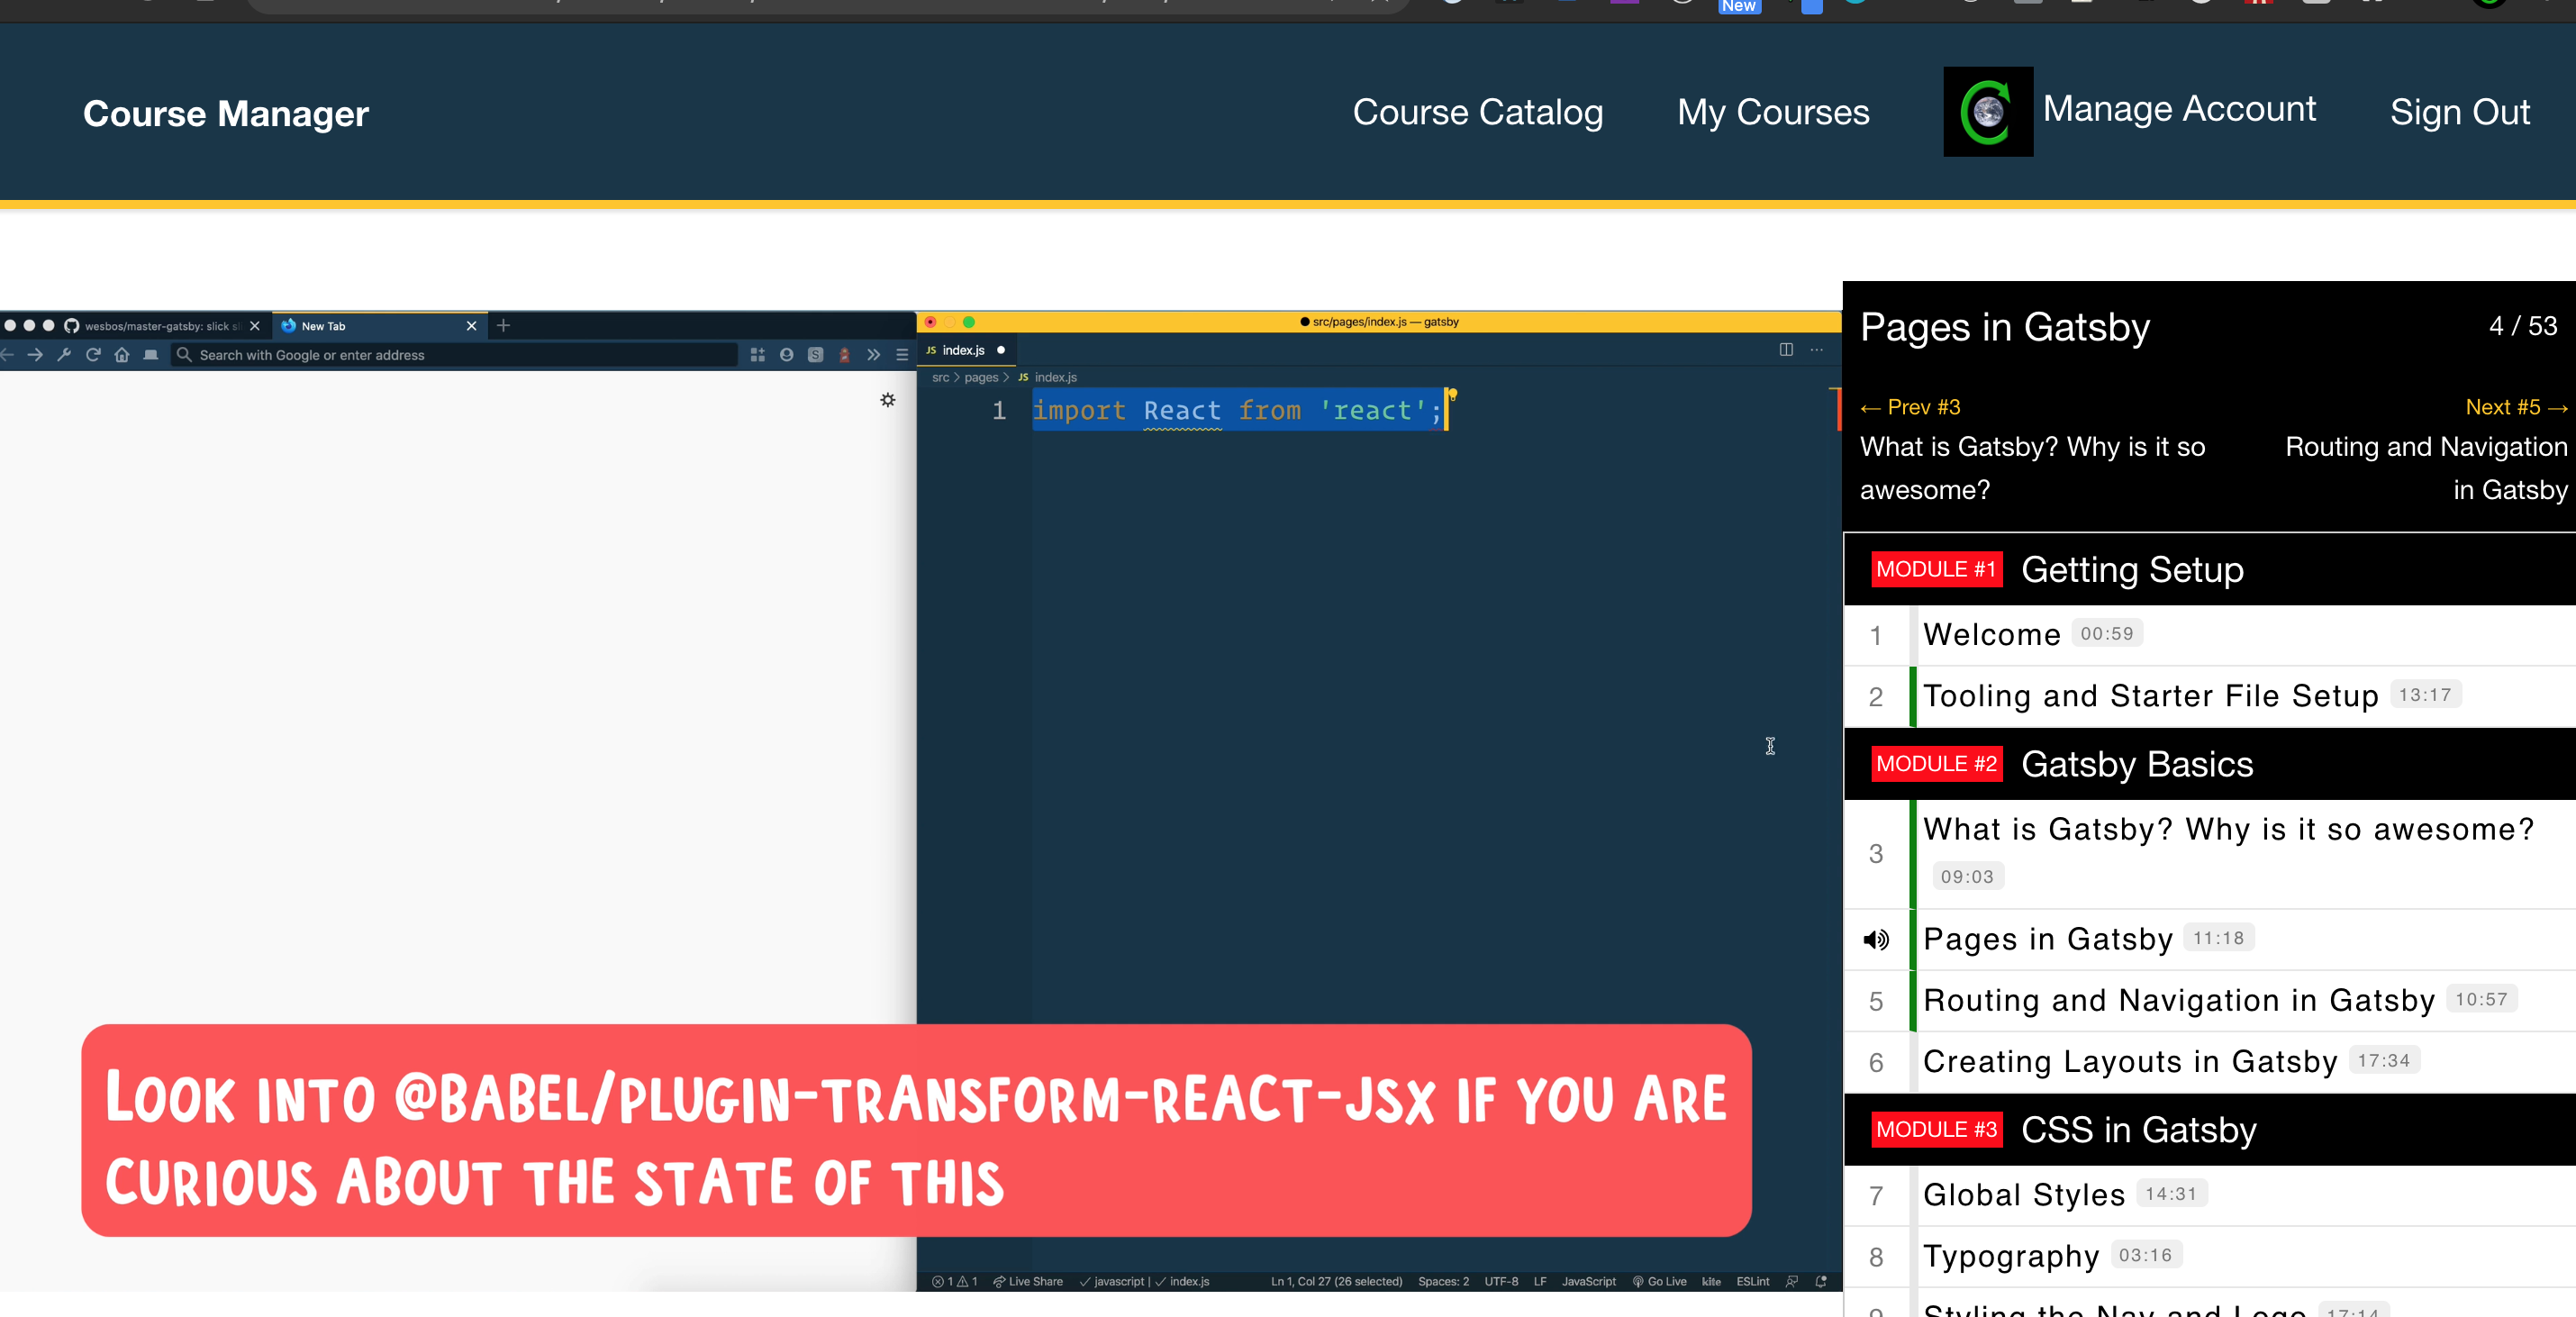 New
Course Manager
Course Catalog
My Courses
Manage Account
Sign Out
wesbos/master-gatsby: slick
New Tab
Search with Google or enter address
src/pages/index.js — gatsby
JS index.js
src > pages > JS index.js
1 import React from 'react';
LOOK INTO @BABEL/PLUGIN-TRANSFORM-REACT-JSX IF YOU ARE
CURIOUS ABOUT THE STATE OF THIS
1 1 Live Share javascript | index.js Ln 1, Col 27 (26 selected) Spaces: 2 UTF-8 LF JavaScript Go Live kite ESLint
Pages in Gatsby 4 / 53
← Prev #3
What is Gatsby? Why is it so
awesome?
Next #5 →
Routing and Navigation
in Gatsby
MODULE #1 Getting Setup
1 Welcome 00:59
2 Tooling and Starter File Setup 13:17
MODULE #2 Gatsby Basics
3 What is Gatsby? Why is it so awesome?
09:03
Pages in Gatsby 11:18
5 Routing and Navigation in Gatsby 10:57
6 Creating Layouts in Gatsby 17:34
MODULE #3 CSS in Gatsby
7 Global Styles 14:31
8 Typography 03:16
9 Styling the Nav and Logo 17:14